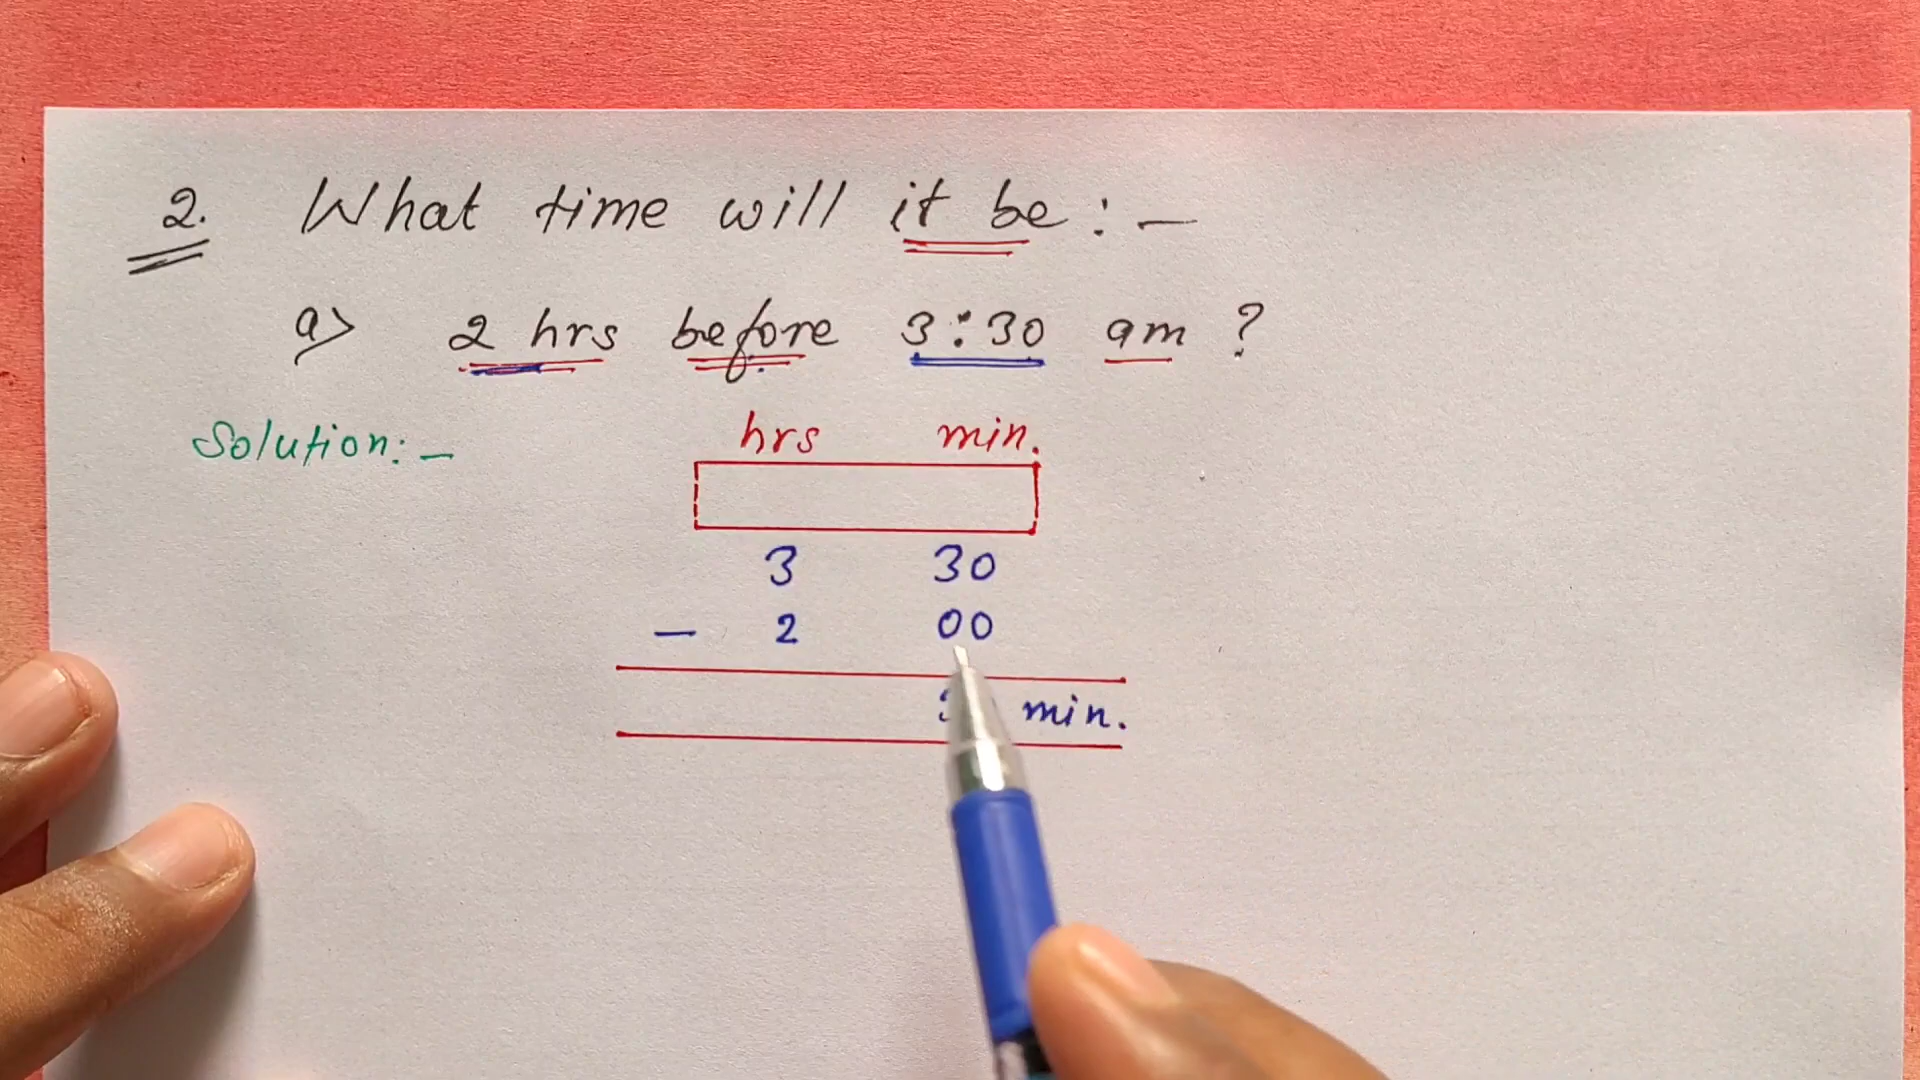 2. What time will it be : -
a> 2 hrs before 3:30 am ?
Solution: -
hrs min.
3 30
- 2 00
min.